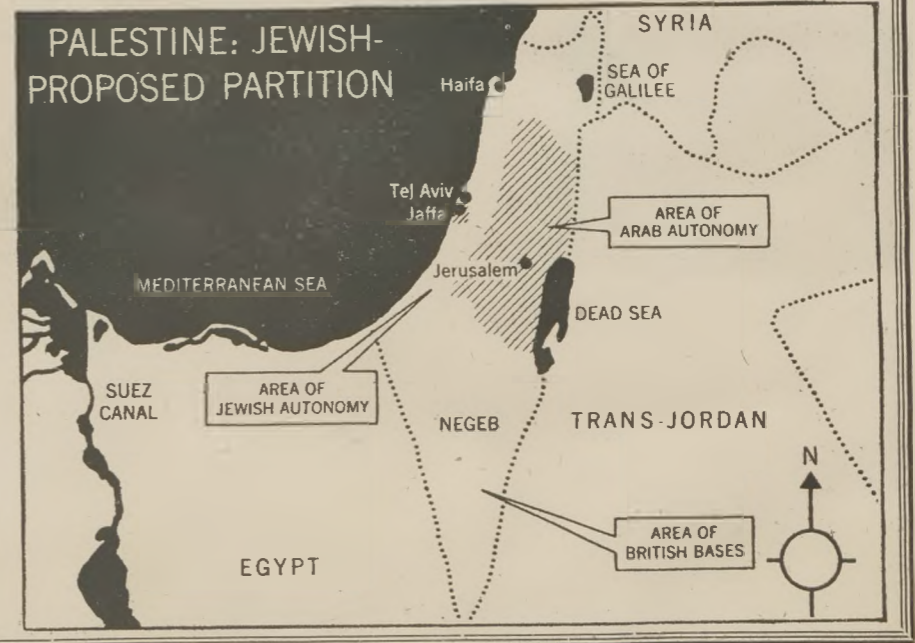 PALESTINE: JEWISH-
PROPOSED PARTITION
SYRIA
Haifa
SEA OF
GALILEE
Tel Aviv
Jaffa
AREA OF
ARAB AUTONOMY
Jerusalem
MEDITERRANEAN SEA
DEAD SEA
SUEZ
CANAL
AREA OF
JEWISH AUTONOMY
NEGEB
TRANS-JORDAN
N
AREA OF
BRITISH BASES
EGYPT